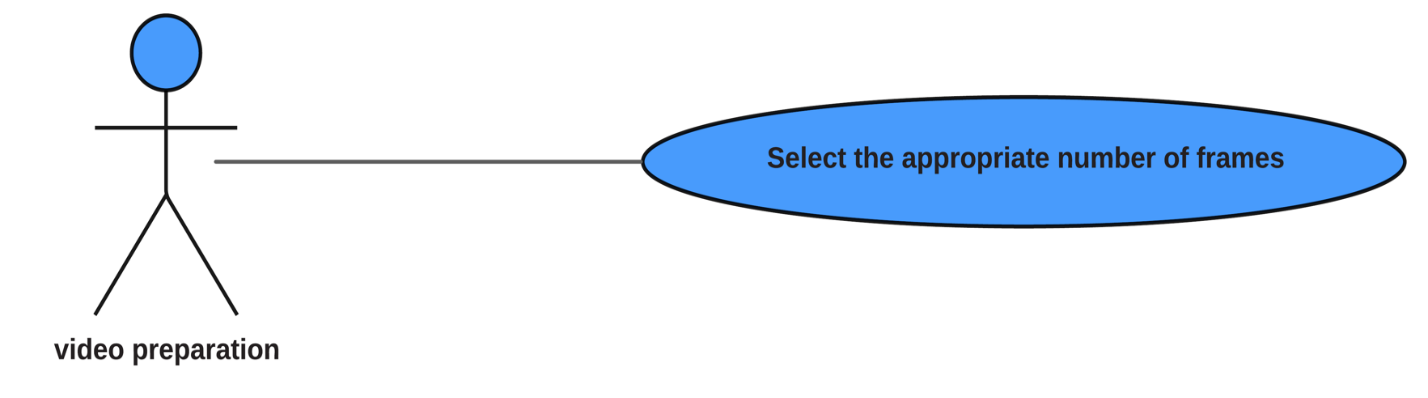 Select the appropriate number of frames
video preparation